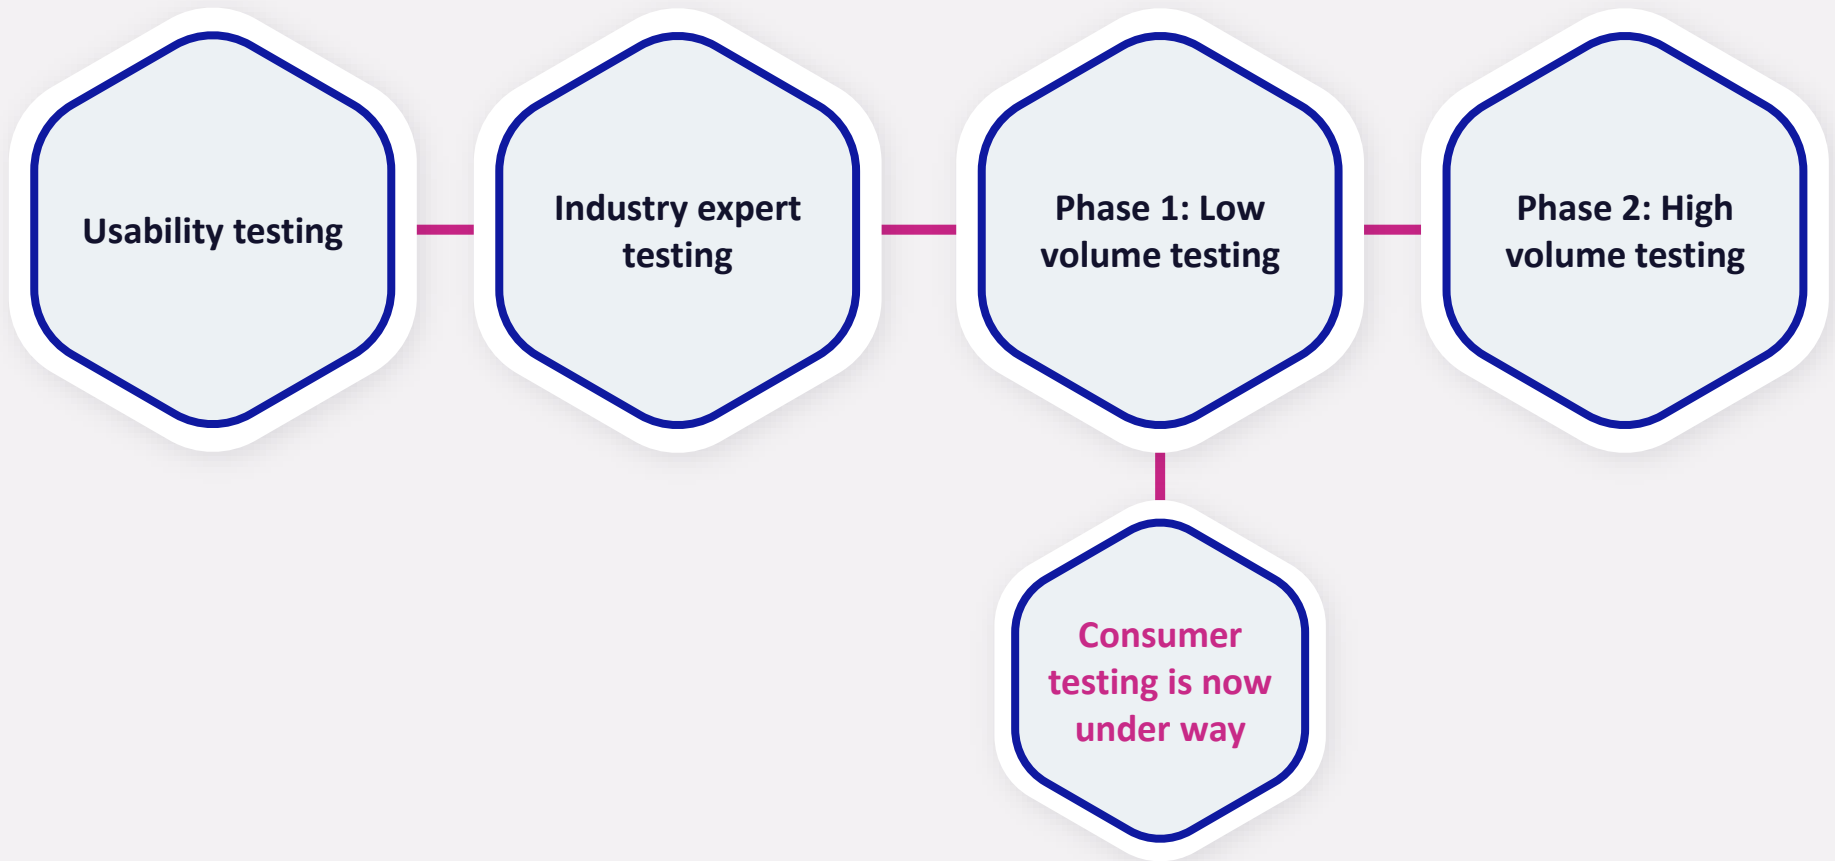 Usability testing
Industry expert
testing
Phase 1: Low
volume testing
Phase 2: High
volume testing
Consumer
testing is now
under way